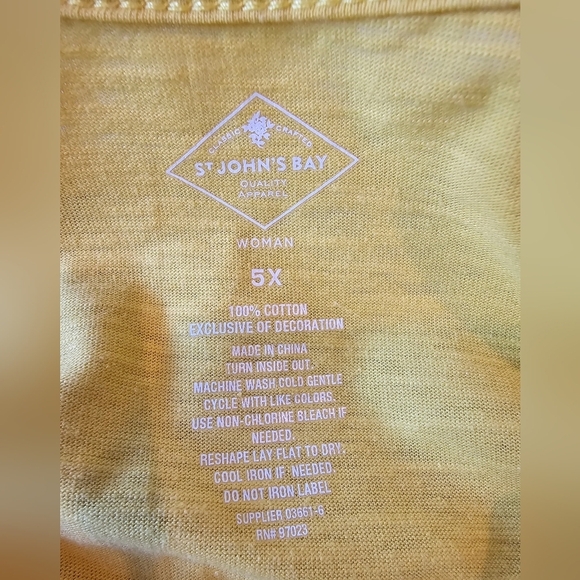 CLASSIC CRAFTED
ST JOHN'S BAY
QUALITY
APPAREL
WOMAN
5X
100% COTTON
EXCLUSIVE OF DECORATION
MADE IN CHINA
TURN INSIDE OUT.
MACHINE WASH COLD GENTLE
CYCLE WITH LIKE COLORS.
USE NON-CHLORINE BLEACH IF
NEEDED.
RESHAPE LAY FLAT TO DRY.
COOL IRON IF NEEDED.
DO NOT IRON LABEL
SUPPLIER 03661-6
RN# 97023